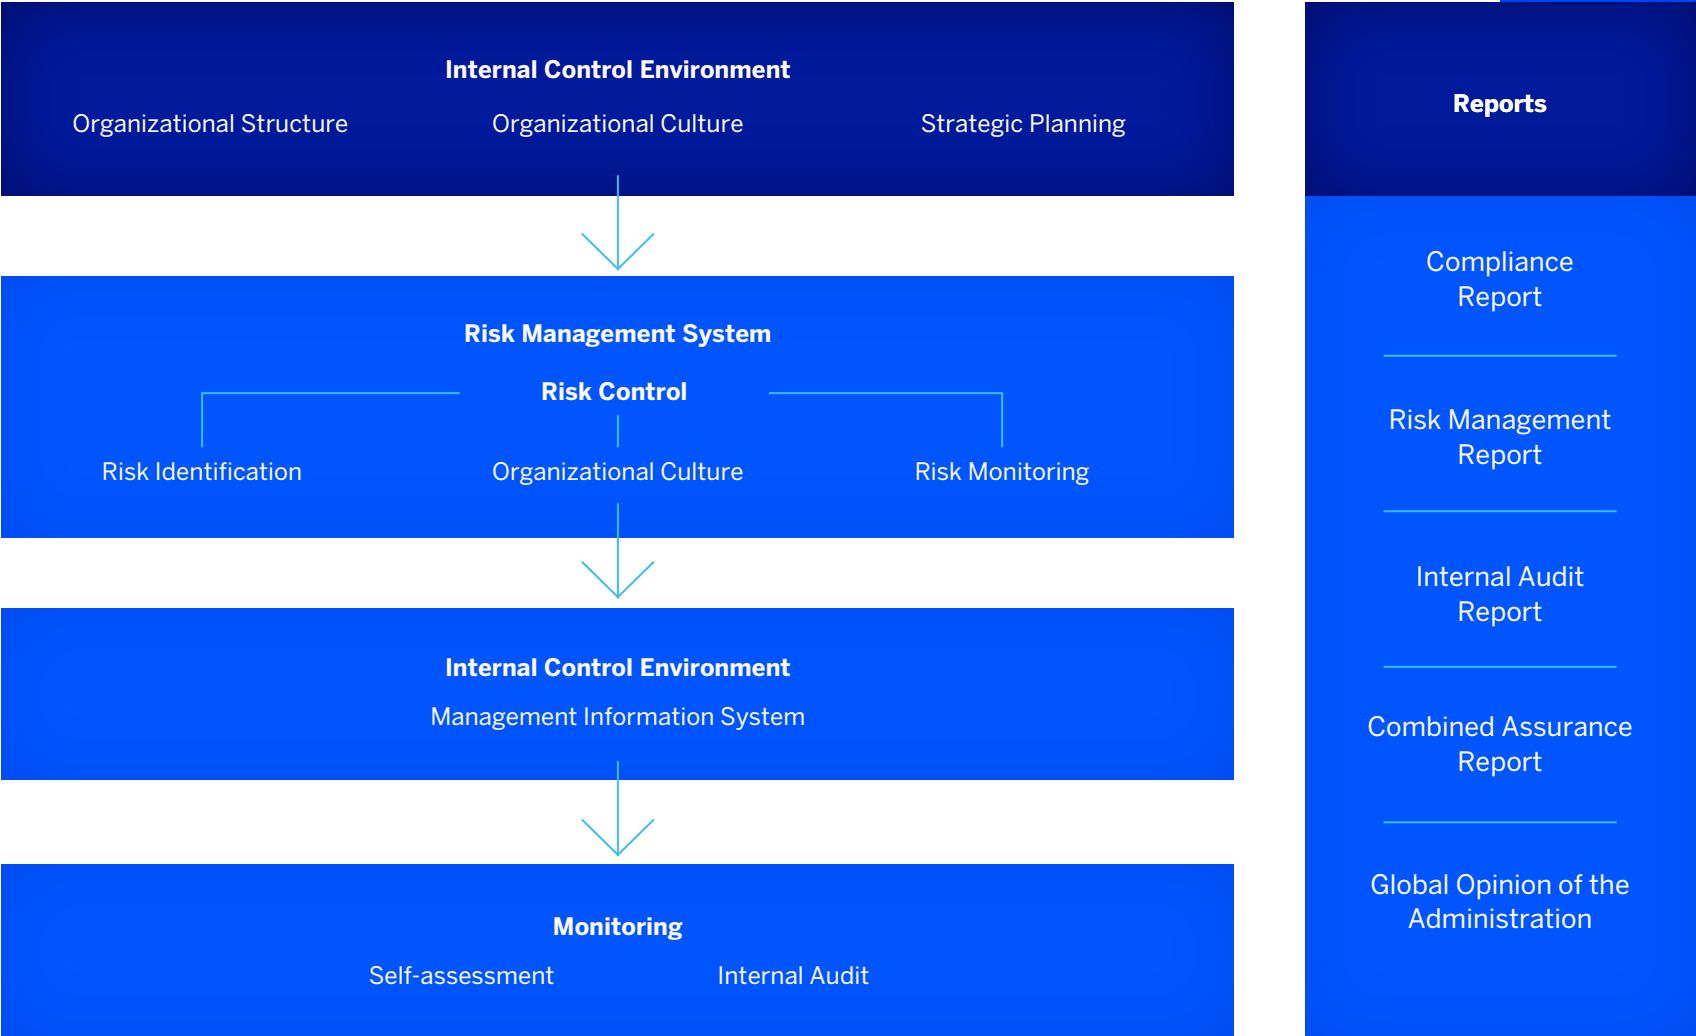 Internal Control Environment
Organizational Structure
Organizational Culture
Strategic Planning
Risk Management System
Risk Control
Risk Identification
Organizational Culture
Risk Monitoring
Internal Control Environment
Management Information System
Monitoring
Self-assessment
Internal Audit
Reports
Compliance
Report
Risk Management
Report
Internal Audit
Report
Combined Assurance
Report
Global Opinion of the
Administration